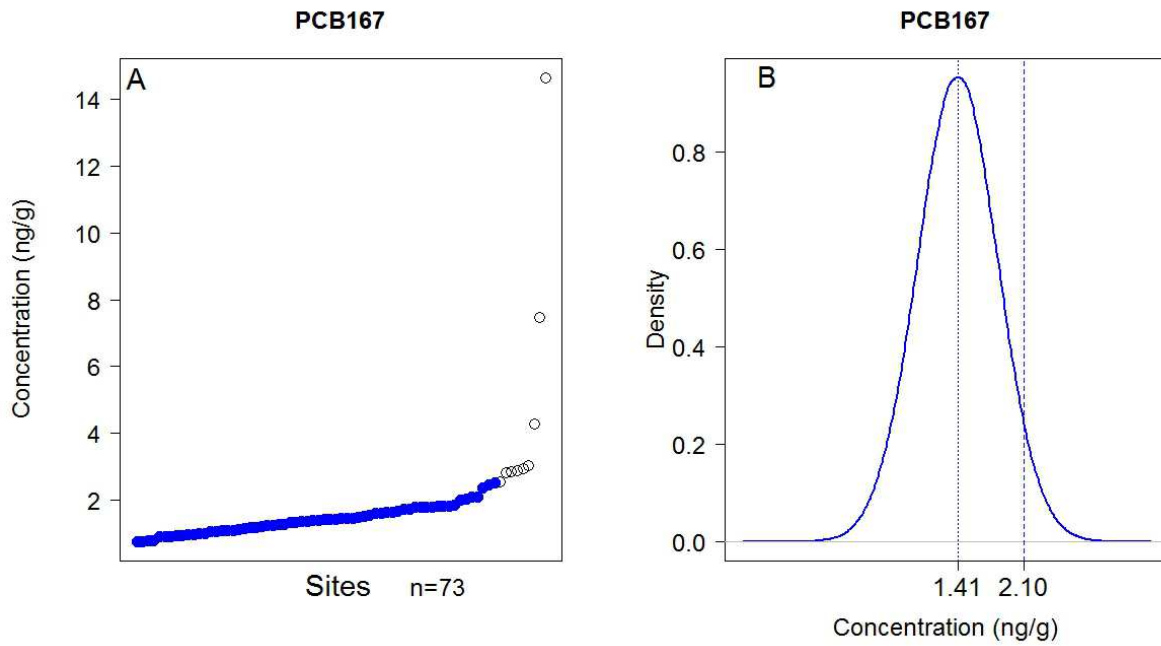 PCB167
A
14
12
10
8
6
4
2
Concentration (ng/g)
Sites n=73
PCB167
B
0.8
0.6
0.4
0.2
0.0
Density
1.41 2.10
Concentration (ng/g)